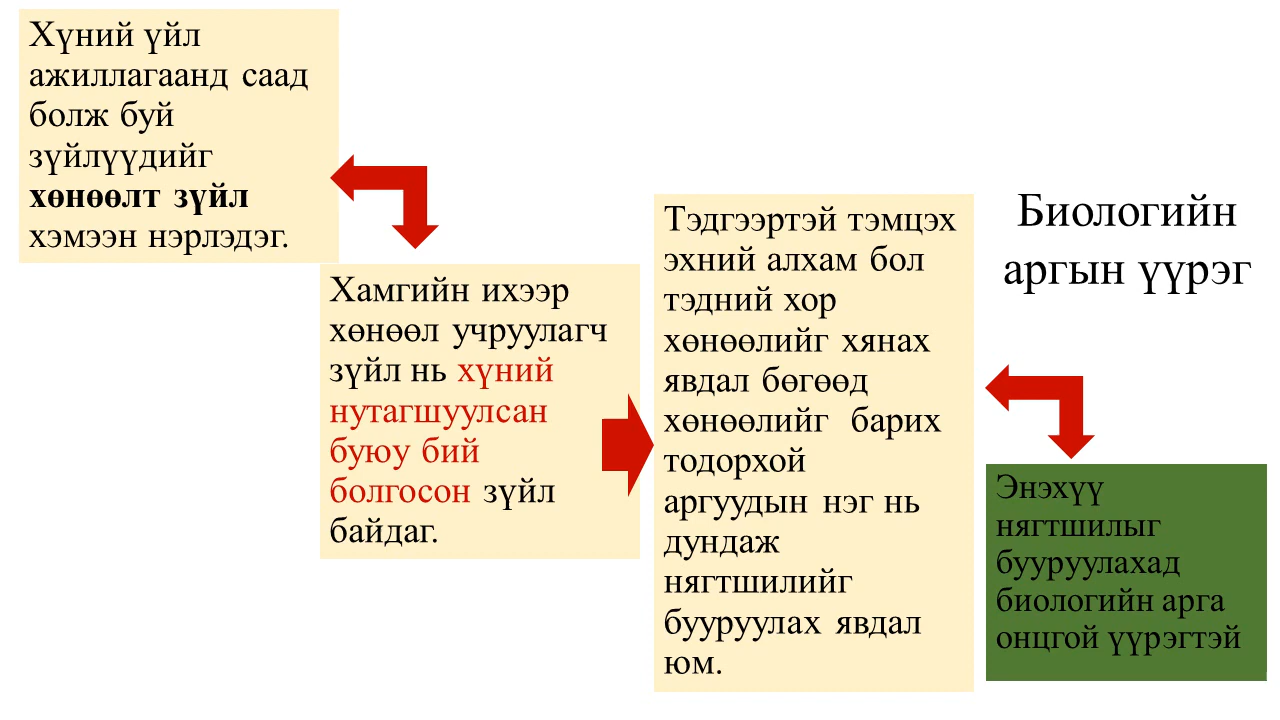 Хүний үйл
ажиллагаанд саад
болж буй
зүйлүүдийг
хөнөөлт зүйл
хэмээн нэрлэдэг.
Хамгийн ихээр
хөнөөл учруулагч
зүйл нь хүний
нутагшуулсан
буюу бий
болгосон зүйл
байдаг.
Тэдгээртэй тэмцэх
эхний алхам бол
тэдний хор
хөнөөлийг хянах
явдал бөгөөд
хөнөөлийг барих
тодорхой
аргуудын нэг нь
дундаж
нягтшилийг
бууруулах явдал
юм.
Биологийн
аргын үүрэг
Энэхүү
нягтшилыг
бууруулахад
биологийн арга
онцгой үүрэгтэй